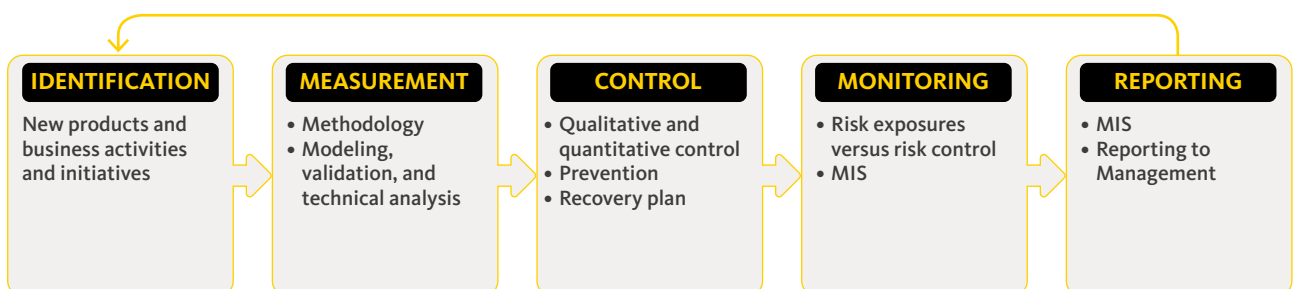 IDENTIFICATION
New products and
business activities
and initiatives
MEASUREMENT
• Methodology
• Modeling,
validation, and
technical analysis
CONTROL
• Qualitative and
quantitative control
• Prevention
• Recovery plan
MONITORING
• Risk exposures
versus risk control
• MIS
REPORTING
• MIS
• Reporting to
Management